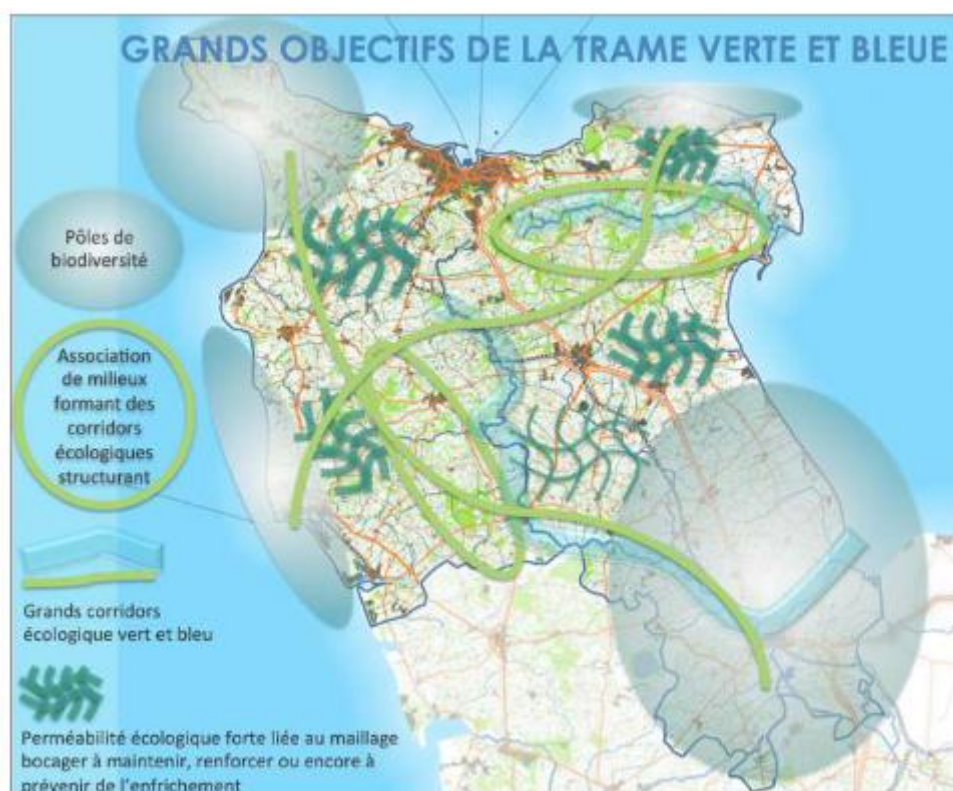 GRANDS OBJECTIFS DE LA TRAME VERTE ET BLEUE
Pôles de
biodiversité
Association
de milieux
formant des
corridors
écologiques
structurant
Grands corridors
écologique vert et bleu
Perméabilité écologique forte liée au maillage
bocager à maintenir, renforcer ou encore à
prévenir de l'enfrichement